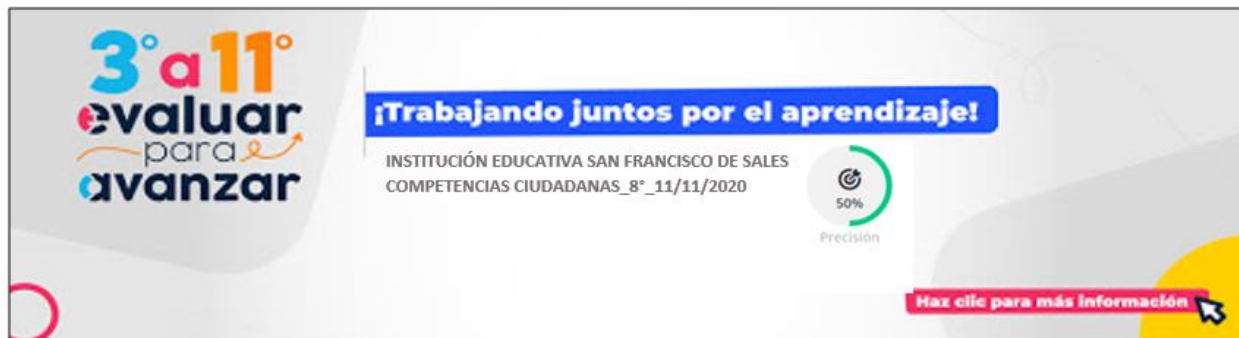 3° a 11°
evaluar
para
avanzar
¡Trabajando juntos por el aprendizaje!
INSTITUCIÓN EDUCATIVA SAN FRANCISCO DE SALES
COMPETENCIAS CIUDADANAS_8°_11/11/2020
50%
Precisión
Haz clic para más información